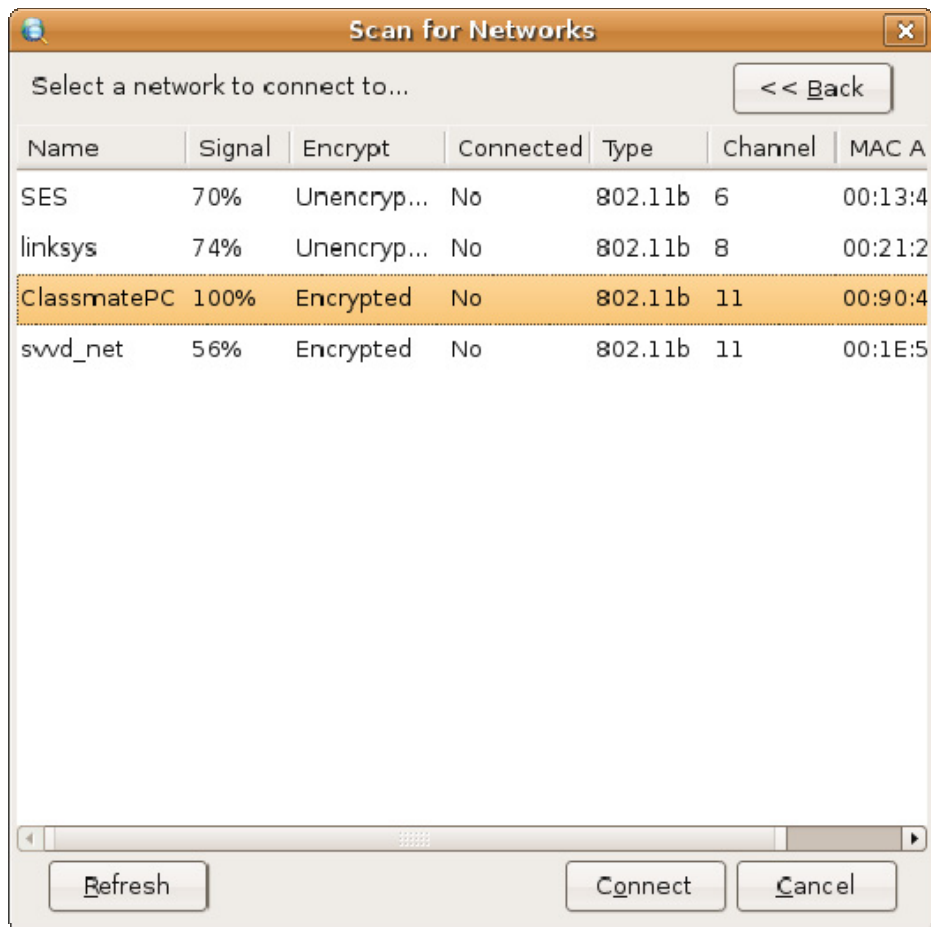 Scan for Networks
Select a network to connect to...
<< Back
Name Signal Encrypt Connected Type Channel MAC A
SES 70% Unencryp... No 802.11b 6 00:13:4
linksys 74% Unencryp... No 802.11b 8 00:21:2
ClassmatePC 100% Encrypted No 802.11b 11 00:90:4
svvd_net 56% Encrypted No 802.11b 11 00:1E:5
Refresh Connect Cancel